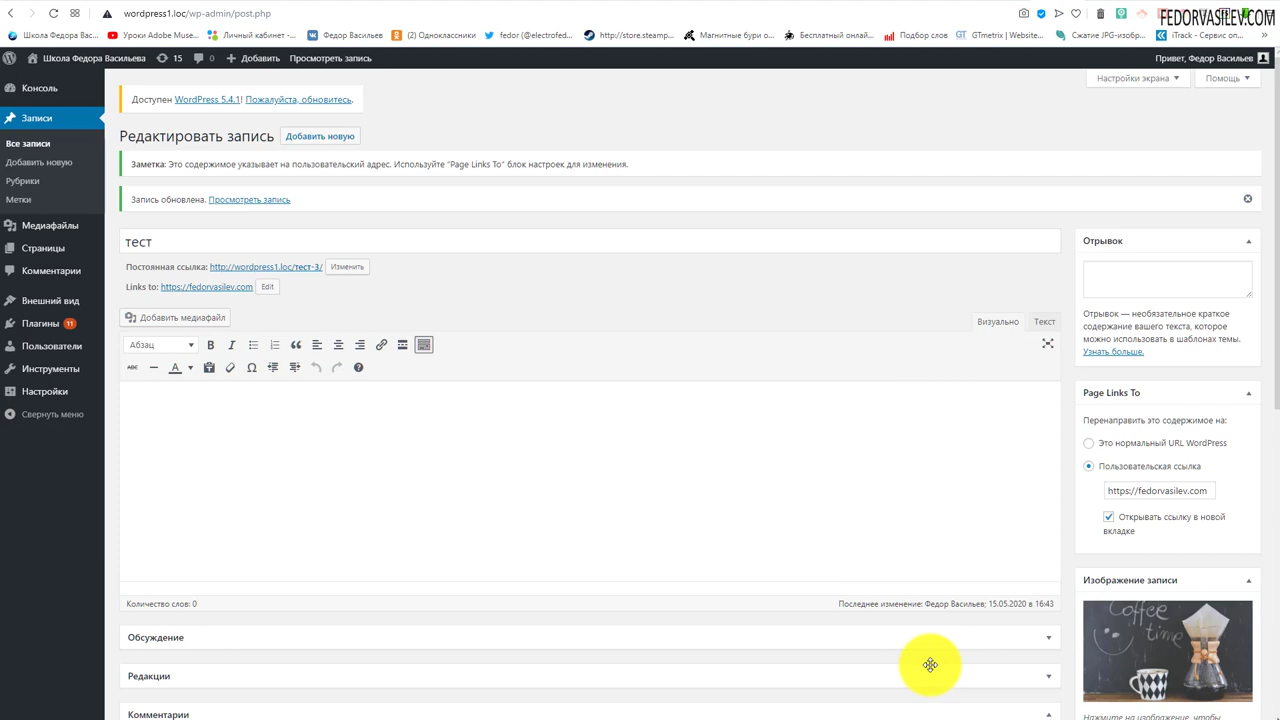 wordpress1.loc/wp-admin/post.php
FEDORVASILEV.COM
Школа Федора Вас...
Уроки Adobe Muse...
Личный кабинет -...
Федор Васильев
(2) Одноклассники
fedor (@electrofed...
http://store.steamp...
Магнитные бури о...
Бесплатный онлай...
Подбор слов
GTmetrix | Website...
Сжатие JPG-изобр...
iTrack - Сервис оп...
Школа Федора Васильева
15
0
Добавить
Просмотреть запись
Привет, Федор Васильев
Консоль
Записи
Все записи
Добавить новую
Рубрики
Метки
Медиафайлы
Страницы
Комментарии
Внешний вид
Плагины 11
Пользователи
Инструменты
Настройки
Свернуть меню
Настройки экрана
Помощь
Доступен WordPress 5.4.1! Пожалуйста, обновитесь.
Редактировать запись
Добавить новую
Заметка: Это содержимое указывает на пользовательский адрес. Используйте “Page Links To” блок настроек для изменения.
Запись обновлена. Просмотреть запись
тест
Постоянная ссылка: http://wordpress1.loc/тест-3/ Изменить
Links to: https://fedorvasilev.com Edit
Добавить медиафайл
Визуально
Текст
Абзац
B
I
ABC
A
Ω
Количество слов: 0
Последнее изменение: Федор Васильев; 15.05.2020 в 16:43
Обсуждение
Редакции
Комментарии
Отрывок
Отрывок — необязательное краткое
содержание вашего текста, которое
можно использовать в шаблонах темы.
Узнать больше.
Page Links To
Перенаправить это содержимое на:
Это нормальный URL WordPress
Пользовательская ссылка
https://fedorvasilev.com
Открывать ссылку в новой
вкладке
Изображение записи
Coffee
time
Нажмите на изображение, чтобы